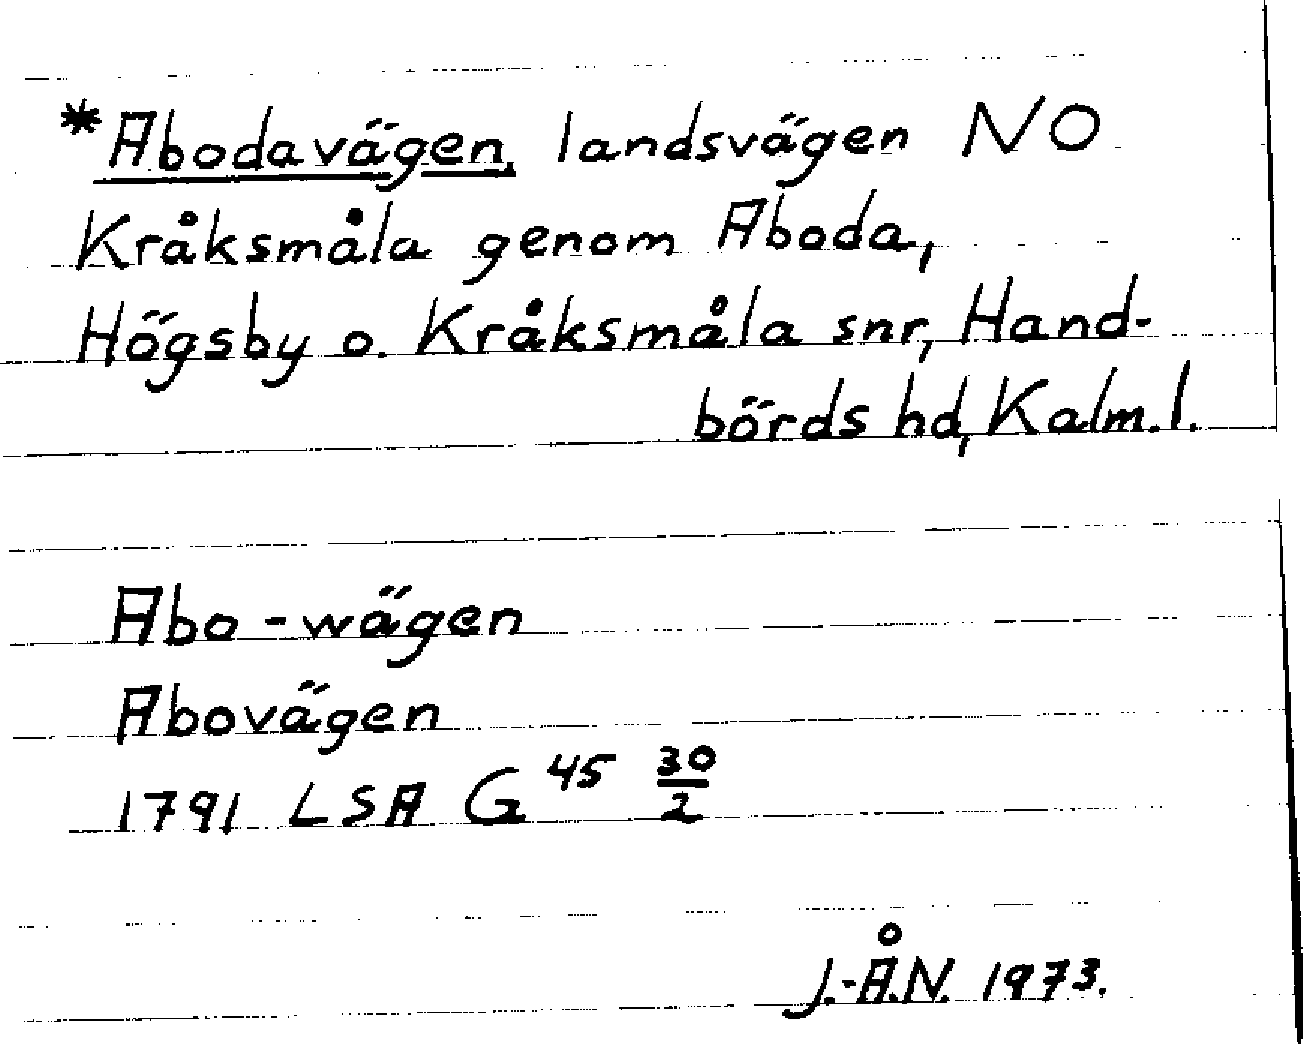 *Abodavägen, landsvägen NO
Kråksmåla genom Aboda,
Högsby o. Kråksmåla snr, Hand-
börds hd, Kalm. l.
Abo-wägen
Abovägen
1791 LSA G 45 30/2
J.-Å.N. 1973.